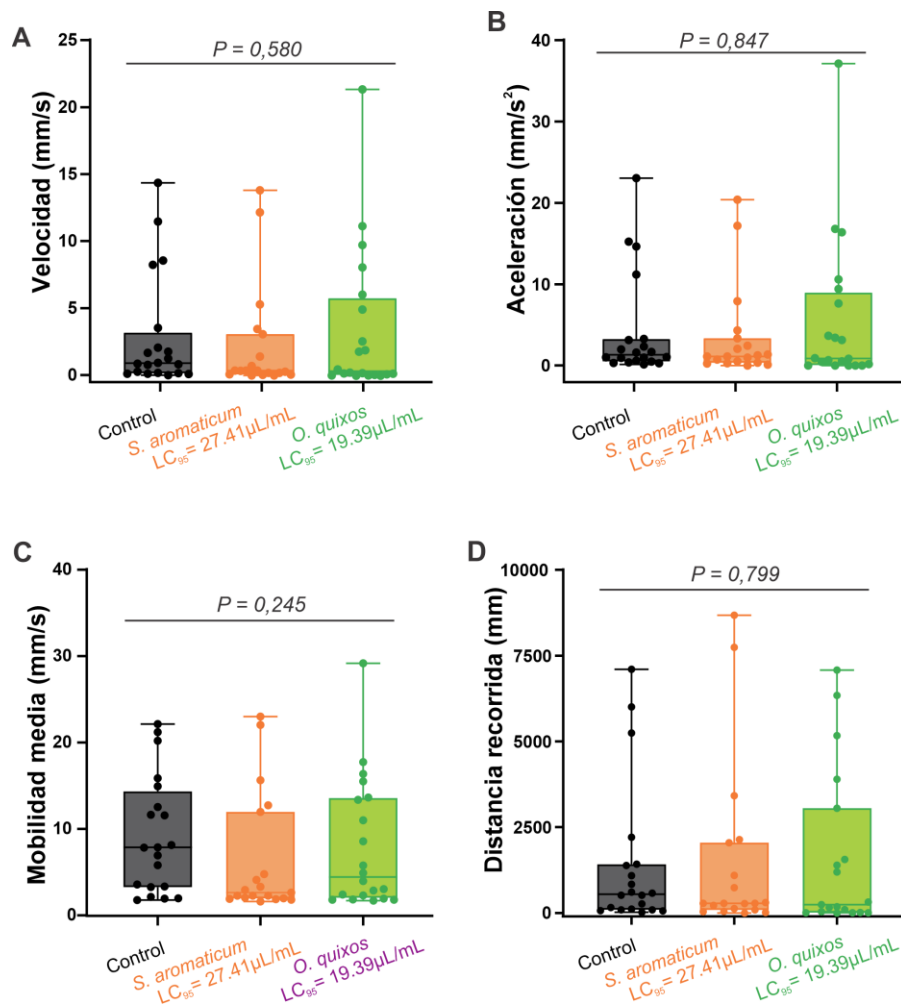 A
P = 0,580
Velocidad (mm/s)
25
20
15
10
5
0
Control
S. aromaticum
LC95= 27.41µL/mL
O. quixos
LC95= 19.39µL/mL
B
P = 0,847
Aceleración (mm/s²)
40
30
20
10
0
Control
S. aromaticum
LC95= 27.41µL/mL
O. quixos
LC95= 19.39µL/mL
C
P = 0,245
Mobilidad media (mm/s)
40
30
20
10
0
Control
S. aromaticum
LC95= 27.41µL/mL
O. quixos
LC95= 19.39µL/mL
D
P = 0,799
Distancia recorrida (mm)
10000
7500
5000
2500
0
Control
S. aromaticum
LC95= 27.41µL/mL
O. quixos
LC95= 19.39µL/mL